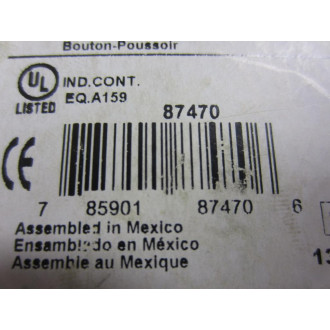 Bouton-Poussoir
UL
LISTED
IND.CONT.
EQ.A159
87470
CE
7 85901 87470 6
Assembled in Mexico
Ensamblado en México
Assemble au Mexique
13